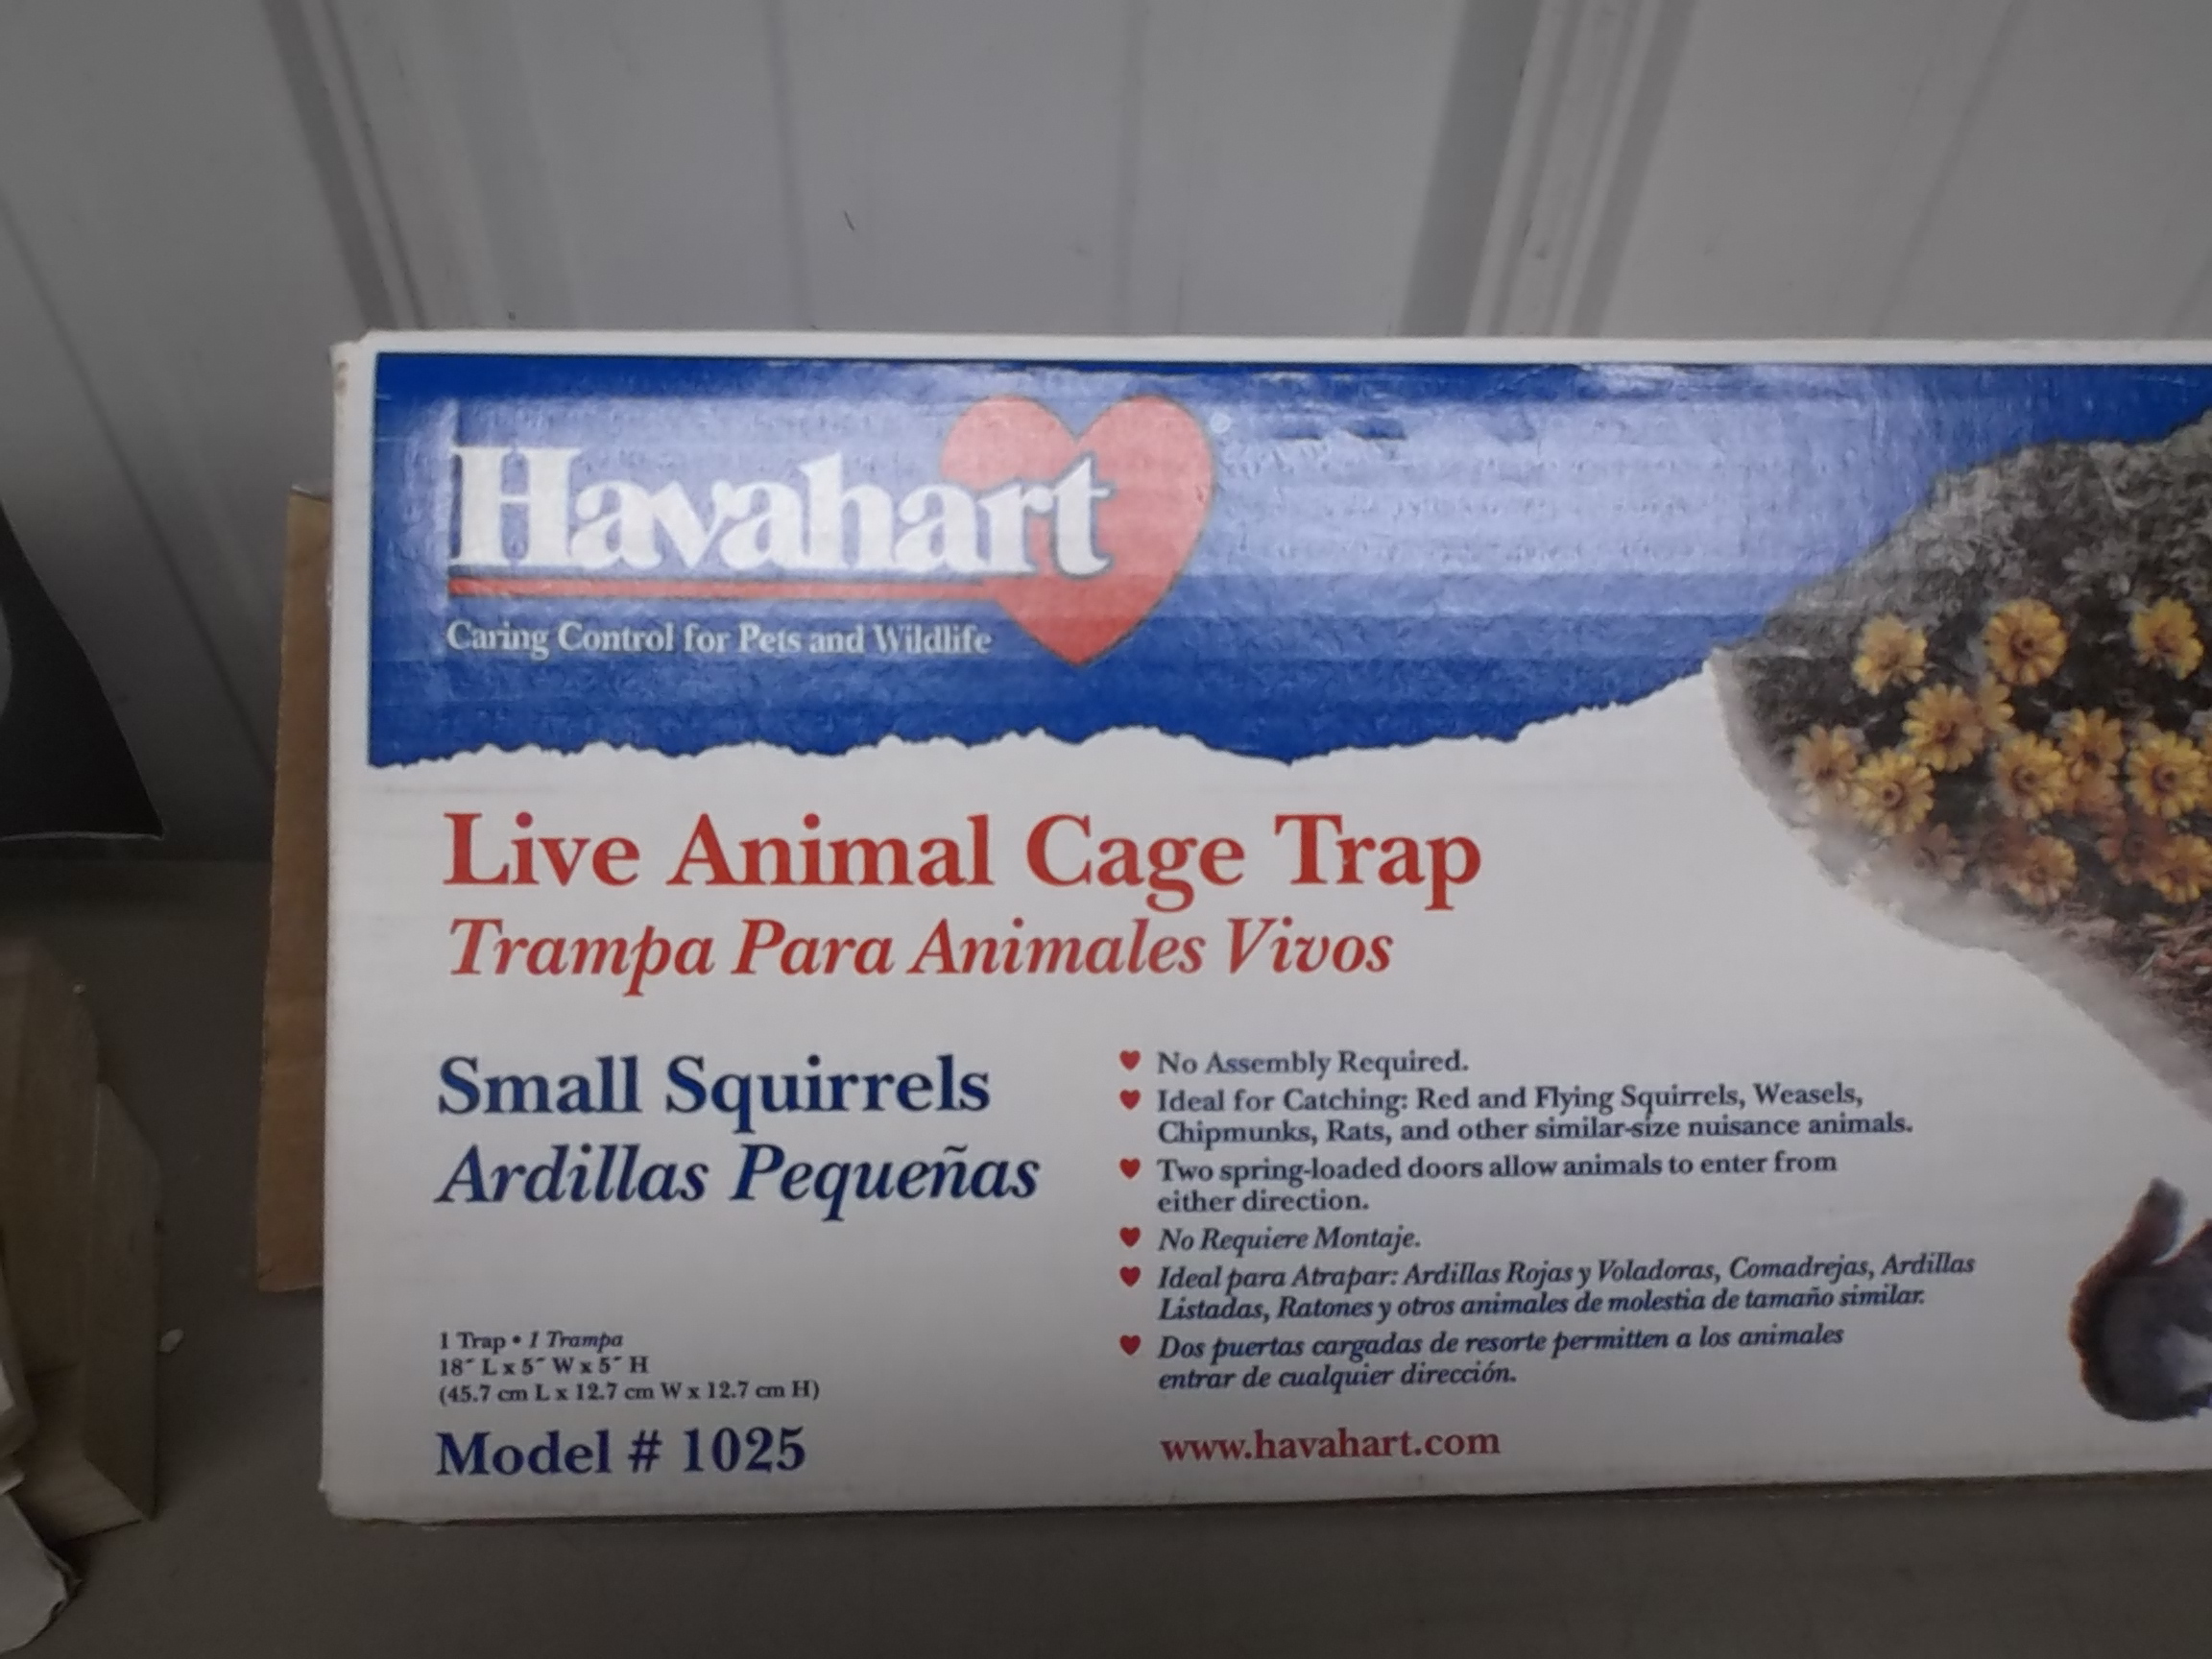 Havahart
Caring Control for Pets and Wildlife
Live Animal Cage Trap
Trampa Para Animales Vivos
Small Squirrels
Ardillas Pequeñas
1 Trap • 1 Trampa
18" L x 5" W x 5" H
(45.7 cm L x 12.7 cm W x 12.7 cm H)
Model # 1025
No Assembly Required.
Ideal for Catching: Red and Flying Squirrels, Weasels,
Chipmunks, Rats, and other similar-size nuisance animals.
Two spring-loaded doors allow animals to enter from
either direction.
No Requiere Montaje.
Ideal para Atrapar: Ardillas Rojas y Voladoras, Comadrejas, Ardillas
Listadas, Ratones y otros animales de molestia de tamaño similar.
Dos puertas cargadas de resorte permitten a los animales
entrar de cualquier dirección.
www.havahart.com